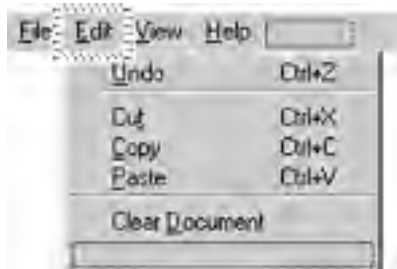 File Edit View Help
Undo Ctrl+Z
Cut Ctrl+X
Copy Ctrl+C
Paste Ctrl+V
Clear Document